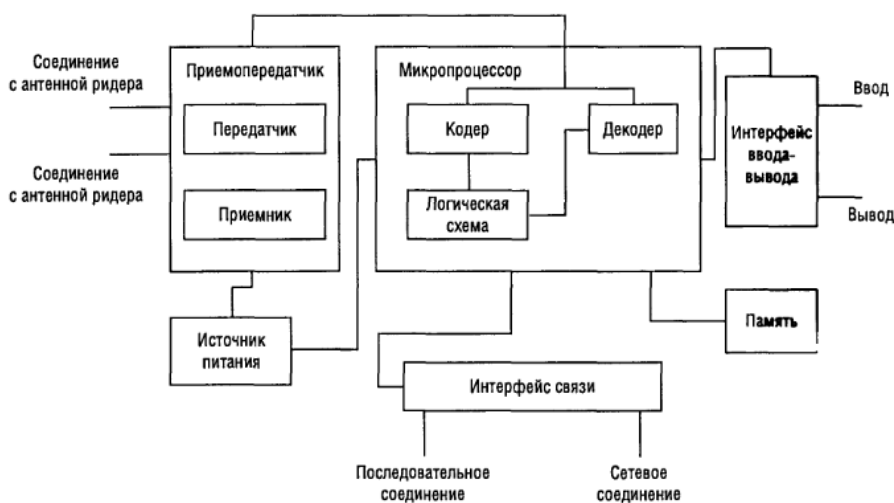 Соединение
с антенной ридера
Соединение
с антенной ридера
Приемопередатчик
Передатчик
Приемник
Микропроцессор
Кодер
Декодер
Логическая
схема
Интерфейс
ввода-
вывода
Ввод
Вывод
Источник
питания
Память
Интерфейс связи
Последовательное
соединение
Сетевое
соединение